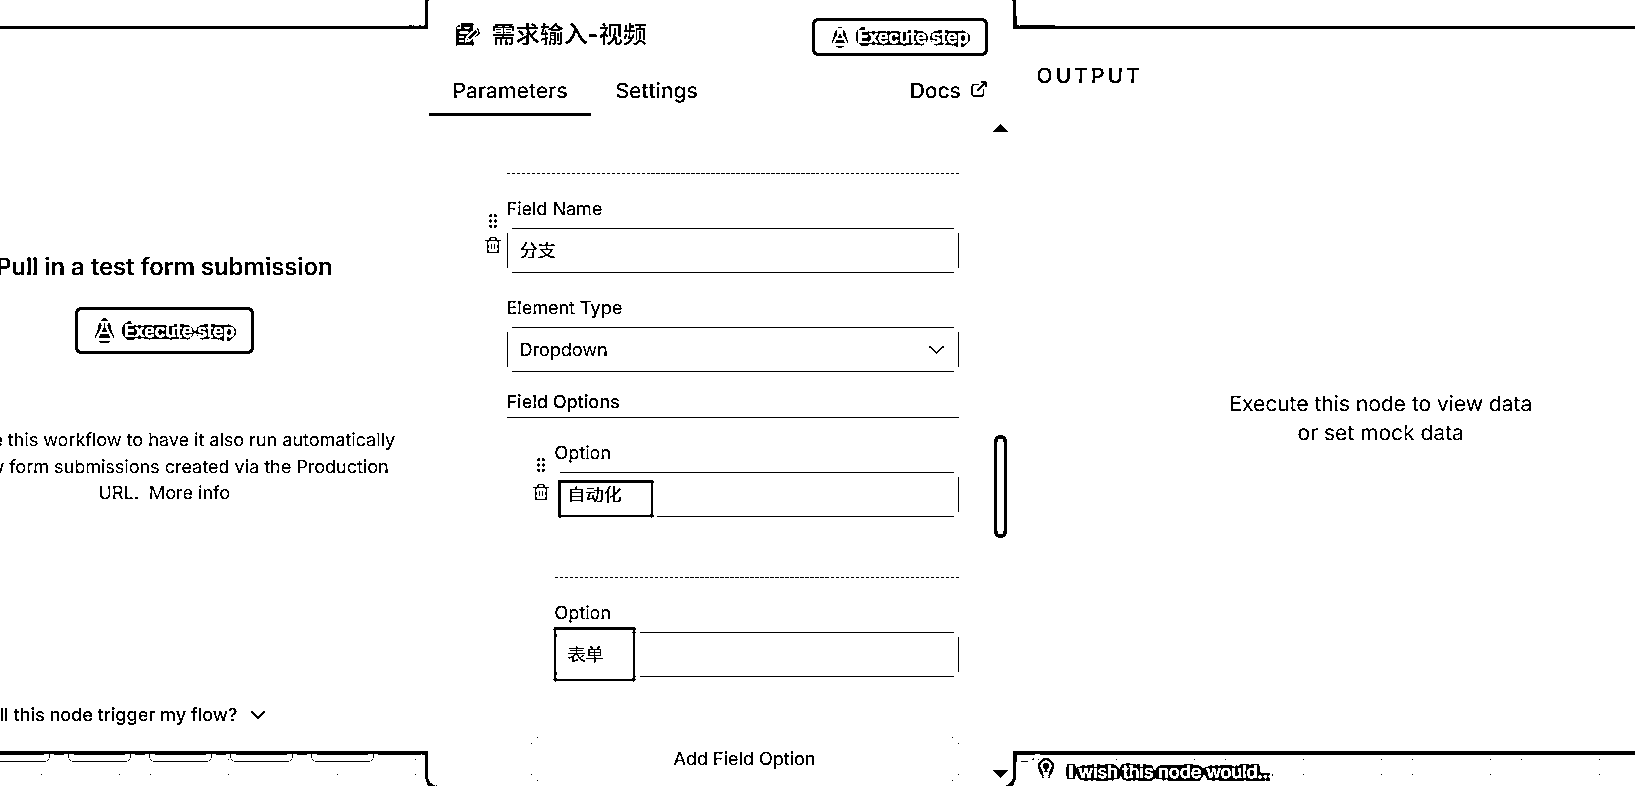 需求输入-视频
Execute step
Parameters
Settings
Docs
OUTPUT
Field Name
分支
Pull in a test form submission
Execute step
Element Type
Dropdown
Field Options
Execute this node to view data
or set mock data
this workflow to have it also run automatically
form submissions created via the Production
URL. More info
Option
自动化
Option
表单
this node trigger my flow?
Add Field Option
I wish this node would...